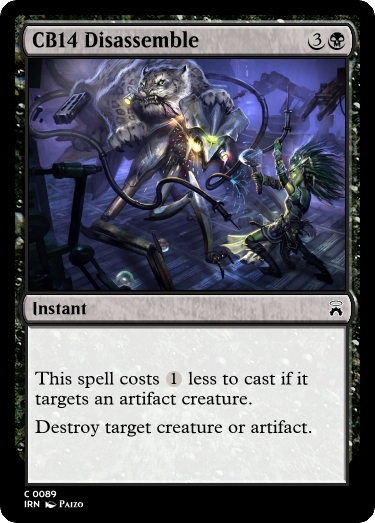 CB14 Disassemble 3
Instant
This spell costs 1 less to cast if it
targets an artifact creature.
Destroy target creature or artifact.
C 0089
IRN Paizo